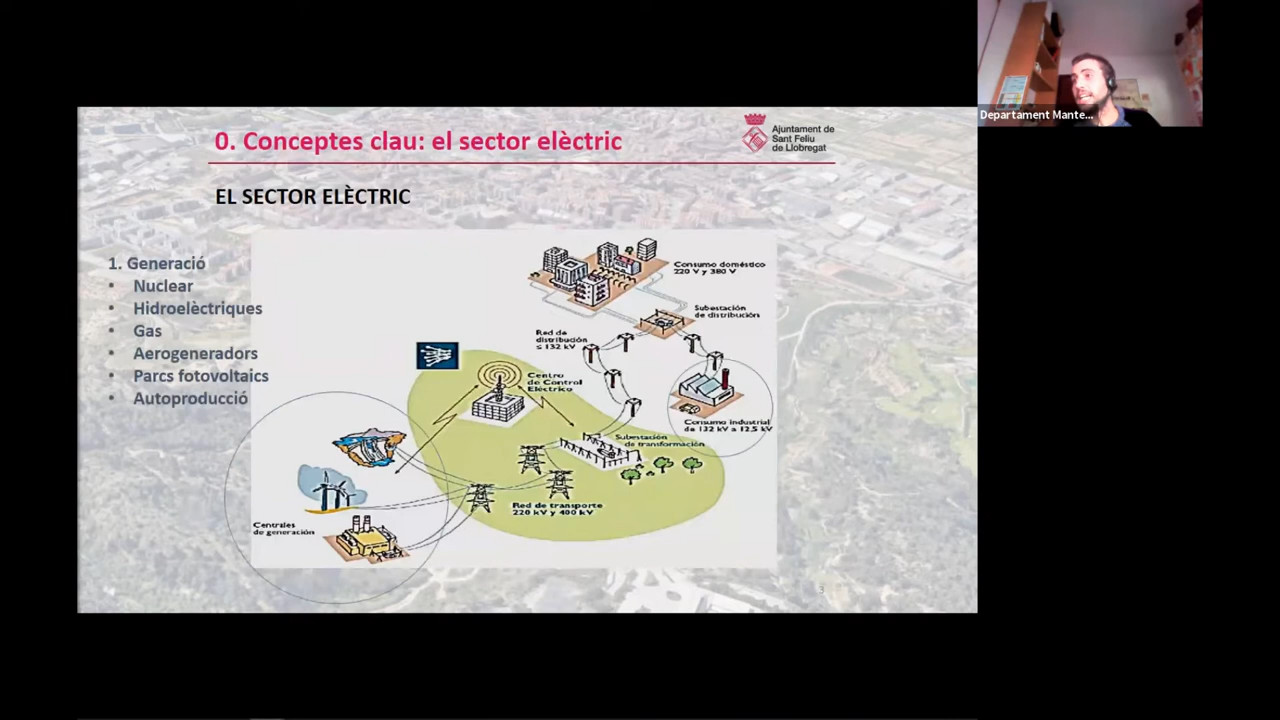 0. Conceptes clau: el sector elèctric
Ajuntament de
Sant Feliu
de Llobregat
EL SECTOR ELÈCTRIC
1. Generació
• Nuclear
• Hidroelèctriques
• Gas
• Aerogeneradors
• Parcs fotovoltaics
• Autoproducció
Consumo doméstico
220 V y 380 V
Subestación
de distribución
Red de
distribución
≤ 132 kV
Centro
de Control
Eléctrico
Consumo industrial
de 132 kV a 12,5 kV
Subestación
de transformación
Red de transporte
220 kV y 400 kV
Centrales
de generación
3
Departament Mante...